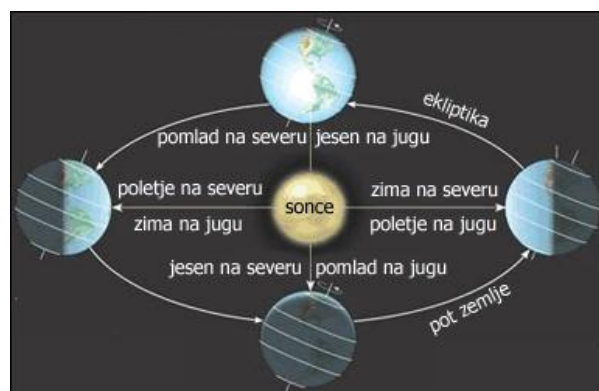 ekliptika
pomlad na severu jesen na jugu
poletje na severu
zima na severu
sonce
zima na jugu
poletje na jugu
jesen na severu pomlad na jugu
pot zemlje